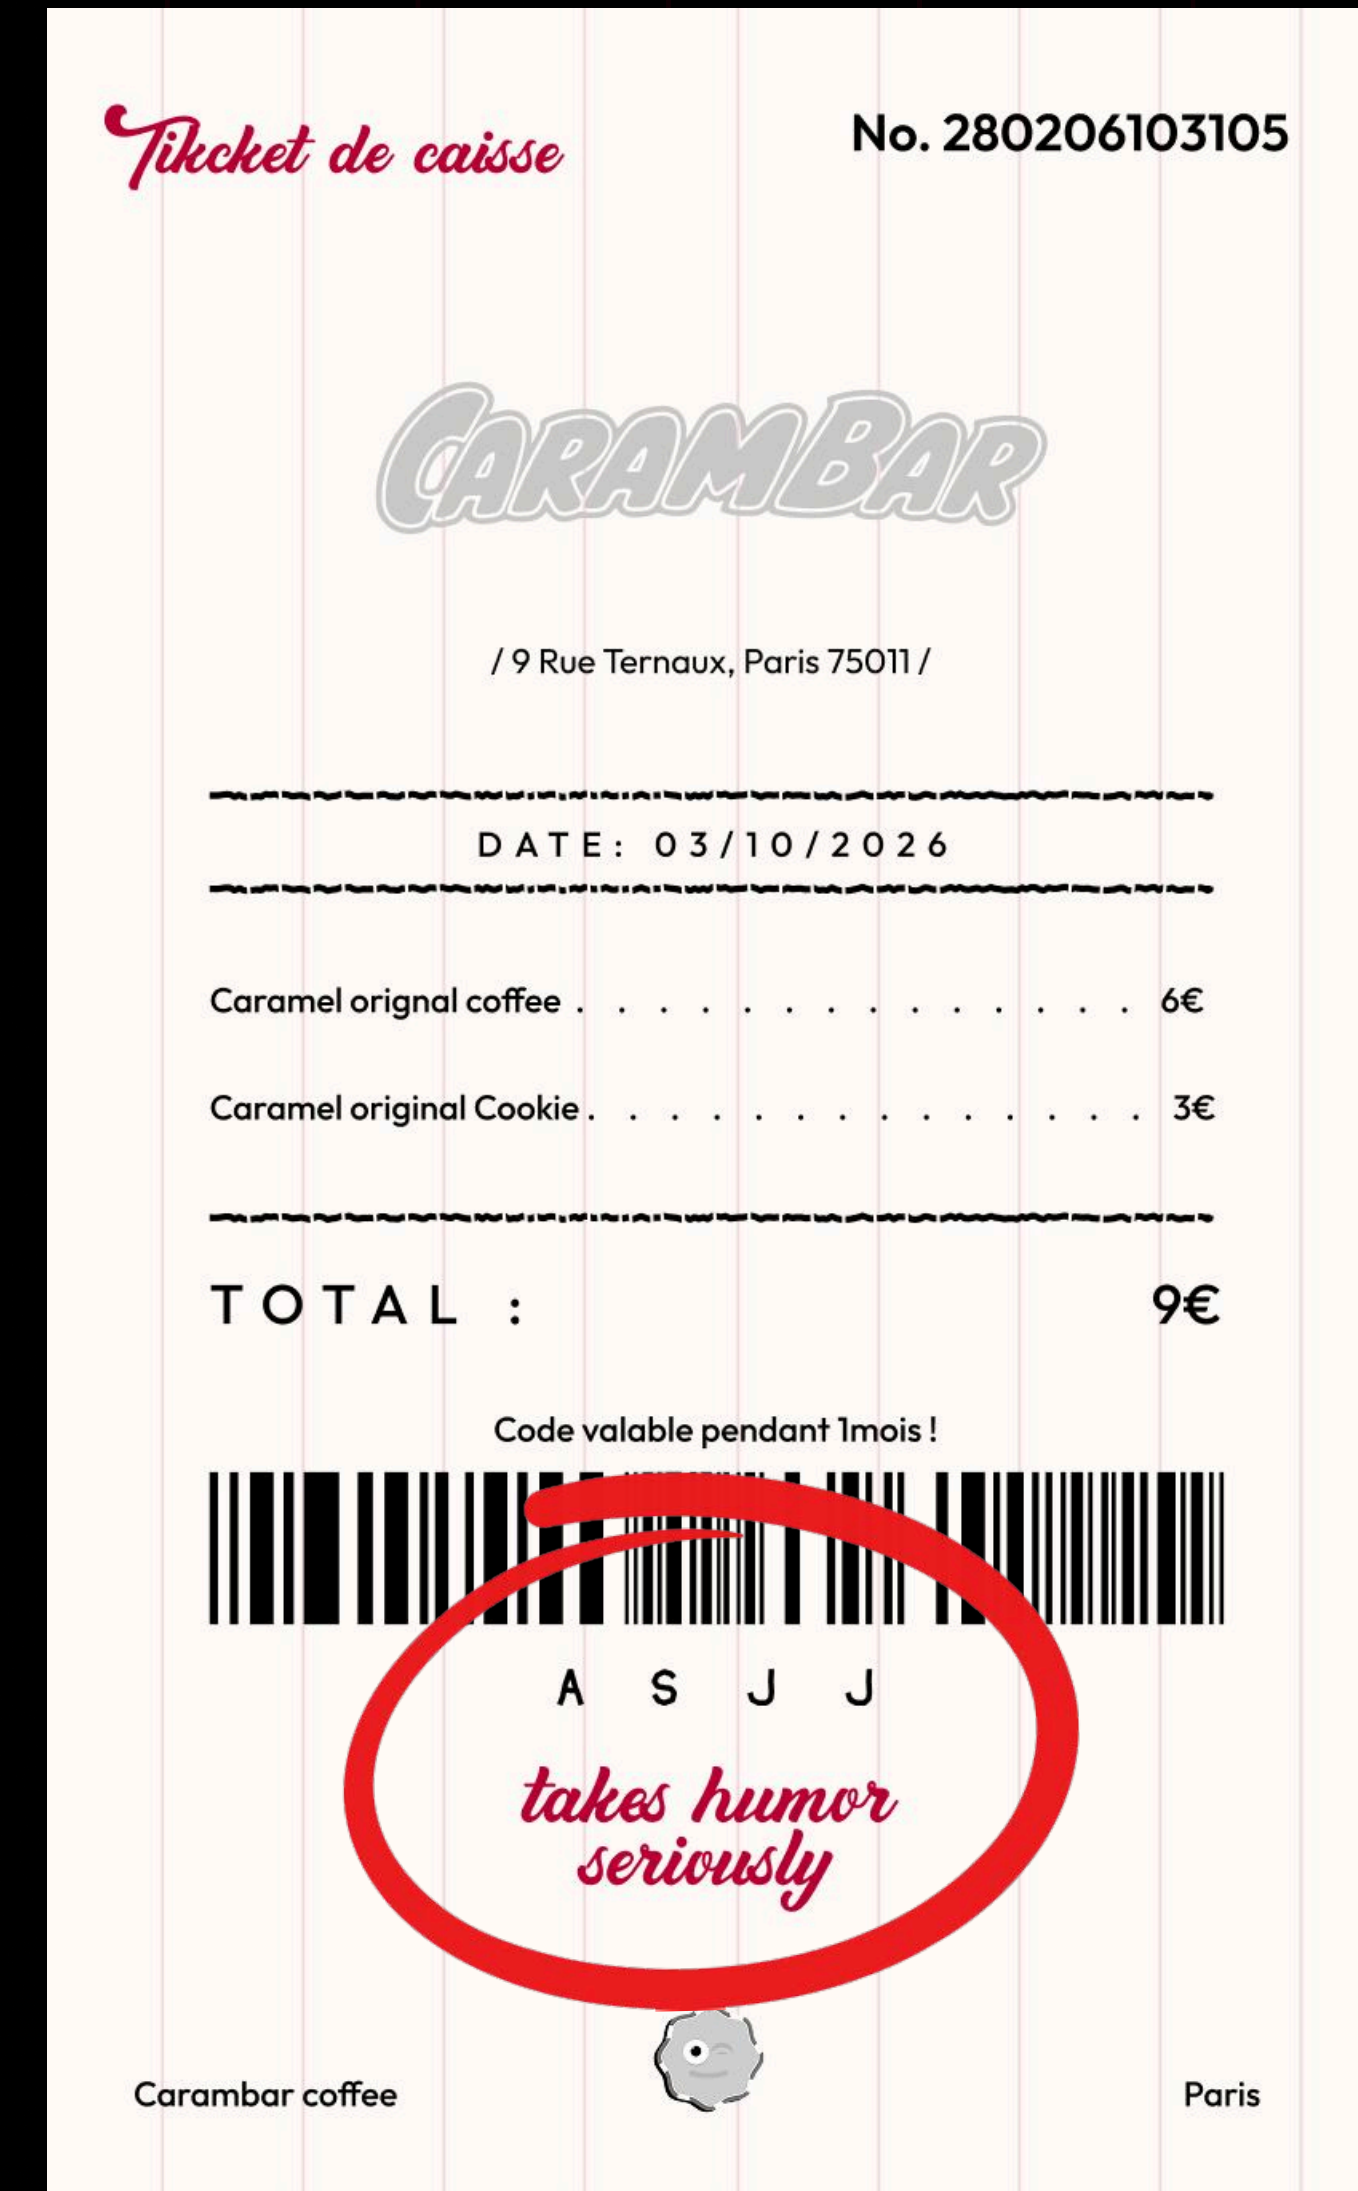 Tikcket de caisse
No. 280206103105
CARAMBAR
/ 9 Rue Ternaux, Paris 75011 /
DATE: 03/10/2026
Caramel orignal coffee . . . . . . . . . . . . . . 6€
Caramel original Cookie . . . . . . . . . . . . . . 3€
TOTAL : 9€
Code valable pendant 1mois !
A S J J
takes humor
seriously
Carambar coffee
Paris